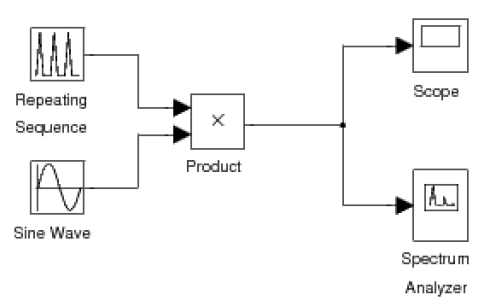 Repeating
Sequence
Sine Wave
×
Product
Scope
Spectrum
Analyzer